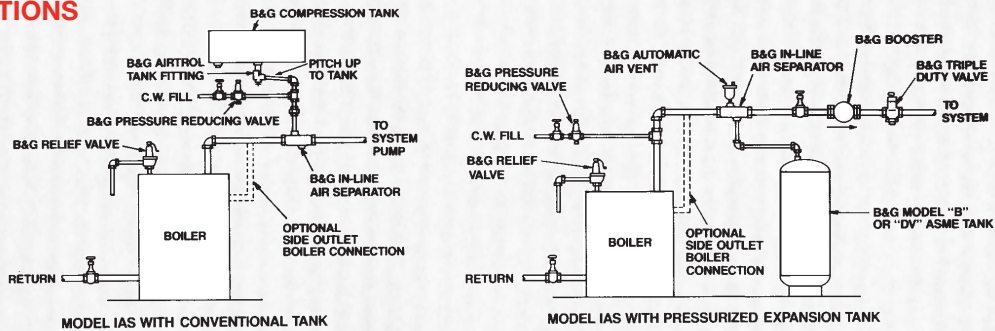 TIONS
B&G COMPRESSION TANK
B&G AIRTROL
TANK FITTING
PITCH UP
TO TANK
C.W. FILL
B&G PRESSURE REDUCING VALVE
TO
SYSTEM
PUMP
B&G RELIEF VALVE
B&G IN-LINE
AIR SEPARATOR
BOILER
OPTIONAL
SIDE OUTLET
BOILER CONNECTION
RETURN
MODEL IAS WITH CONVENTIONAL TANK
B&G BOOSTER
B&G AUTOMATIC
AIR VENT
B&G IN-LINE
AIR SEPARATOR
B&G TRIPLE
DUTY VALVE
B&G PRESSURE
REDUCING VALVE
TO
SYSTEM
C.W. FILL
B&G RELIEF
VALVE
B&G MODEL "B"
OR "DV" ASME TANK
BOILER
OPTIONAL
SIDE OUTLET
BOILER
CONNECTION
RETURN
MODEL IAS WITH PRESSURIZED EXPANSION TANK